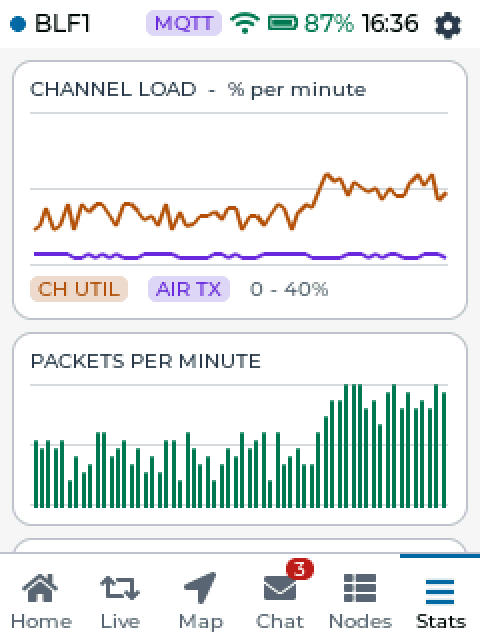 BLF1 MQTT 87% 16:36
CHANNEL LOAD - % per minute
CH UTIL AIR TX 0 - 40%
PACKETS PER MINUTE
3
Home Live Map Chat Nodes Stats